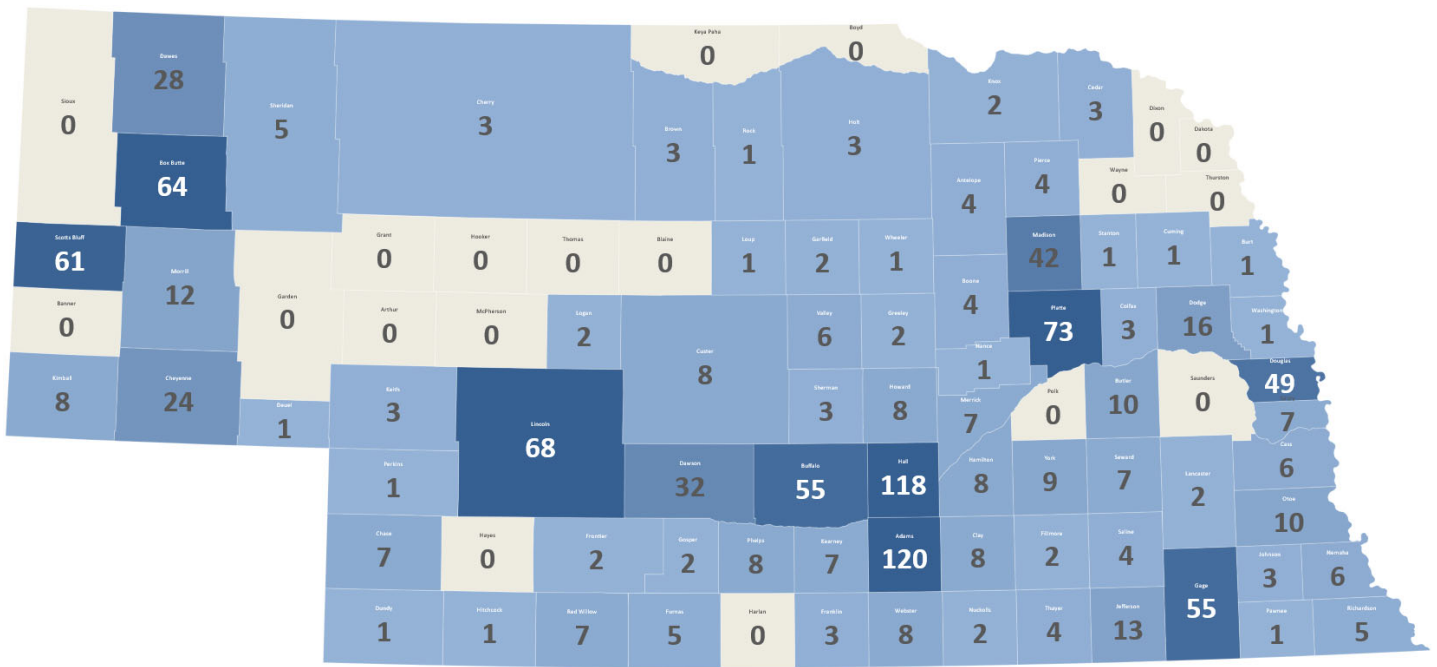 Keya Paha
0
Boyd
0
Sioux
0
Dawes
28
Sheridan
5
Cherry
3
Brown
3
Rock
1
Holt
3
Knox
2
Cedar
3
Dixon
0
Dakota
0
Box Butte
64
Antelope
4
Pierce
4
Wayne
0
Thurston
0
Scotts Bluff
61
Morrill
12
Garden
0
Grant
0
Hooker
0
Thomas
0
Blaine
0
Loup
1
Garfield
2
Wheeler
1
Madison
42
Stanton
1
Cuming
1
Burt
1
Banner
0
Arthur
0
McPherson
0
Logan
2
Custer
8
Valley
6
Greeley
2
Boone
4
Platte
73
Colfax
3
Dodge
16
Washington
1
Kimball
8
Cheyenne
24
Deuel
1
Keith
3
Lincoln
68
Sherman
3
Howard
8
Nance
1
Merrick
7
Polk
0
Butler
10
Saunders
0
Douglas
49
7
Perkins
1
Dawson
32
Buffalo
55
Hall
118
Hamilton
8
York
9
Seward
7
Lancaster
2
Cass
6
Otoe
10
Chase
7
Hayes
0
Frontier
2
Gosper
2
Phelps
8
Kearney
7
Adams
120
Clay
8
Fillmore
2
Saline
4
Gage
55
Johnson
3
Nemaha
6
Dundy
1
Hitchcock
1
Red Willow
7
Furnas
5
Harlan
0
Franklin
3
Webster
8
Nuckolls
2
Thayer
4
Jefferson
13
Pawnee
1
Richardson
5